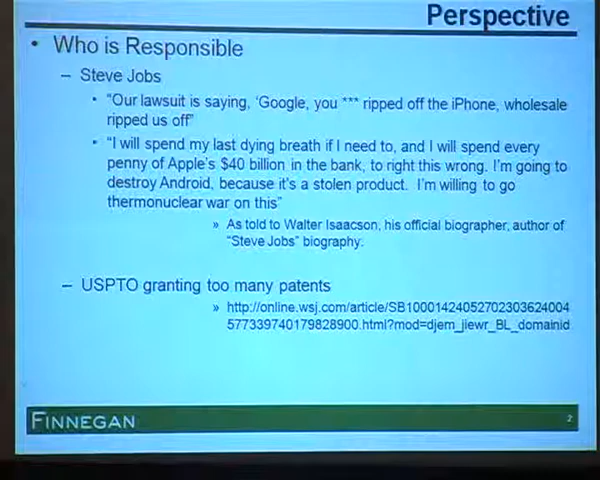 Perspective
• Who is Responsible
– Steve Jobs
• "Our lawsuit is saying, 'Google, you *** ripped off the iPhone, wholesale
ripped us off'"
• "I will spend my last dying breath if I need to, and I will spend every
penny of Apple's $40 billion in the bank, to right this wrong. I'm going to
destroy Android, because it's a stolen product. I'm willing to go
thermonuclear war on this"
» As told to Walter Isaacson, his official biographer, author of
"Steve Jobs" biography.
– USPTO granting too many patents
» http://online.wsj.com/article/SB10001424052702303624004
577339740179828900.html?mod=djem_jiewr_BL_domainid
FINNEGAN
2